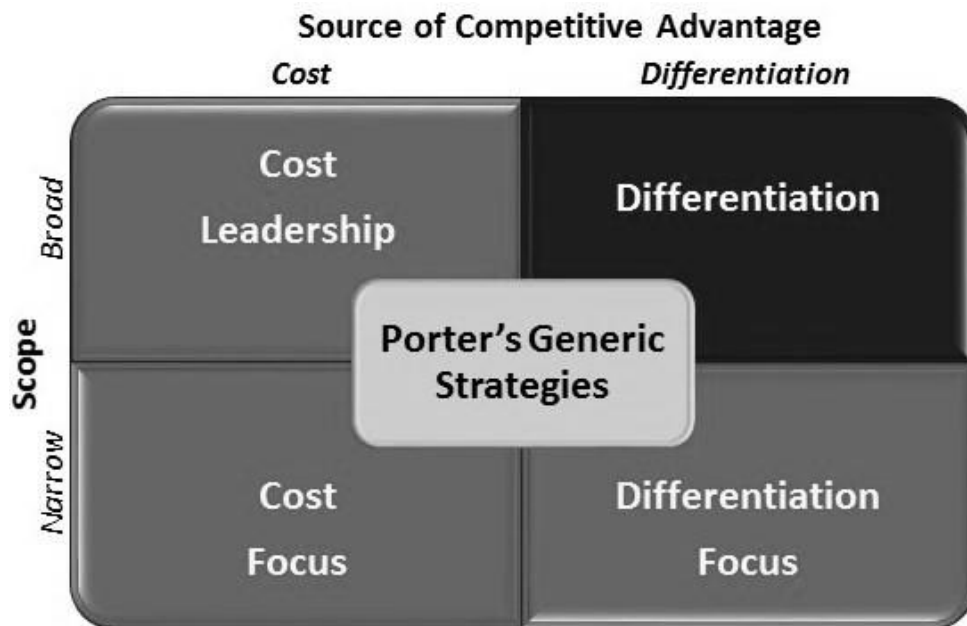 Source of Competitive Advantage
Cost
Differentiation
Scope
Broad
Narrow
Cost
Leadership
Differentiation
Porter's Generic
Strategies
Cost
Focus
Differentiation
Focus